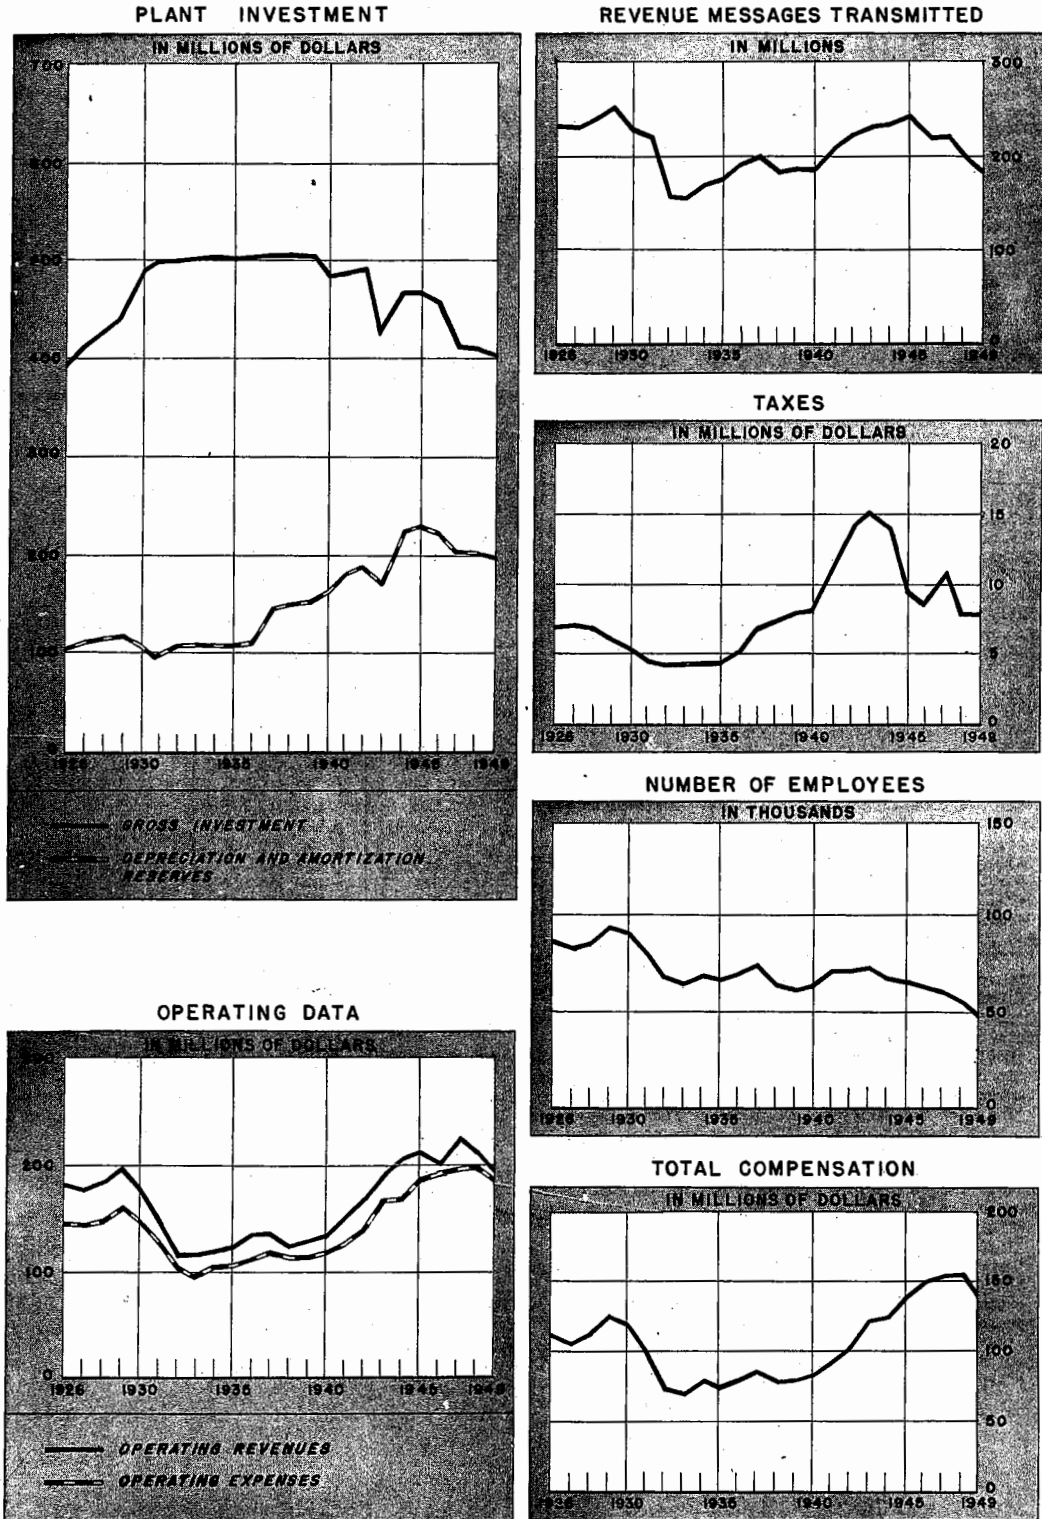 PLANT INVESTMENT
IN MILLIONS OF DOLLARS
700
600
500
400
300
200
100
0
1926 1930 1935 1940 1945 1949
GROSS INVESTMENT
DEPRECIATION AND AMORTIZATION
RESERVES
OPERATING DATA
IN MILLIONS OF DOLLARS
300
200
100
0
1926 1930 1935 1940 1945 1949
OPERATING REVENUES
OPERATING EXPENSES
REVENUE MESSAGES TRANSMITTED
IN MILLIONS
300
200
100
0
1926 1930 1935 1940 1945 1949
TAXES
IN MILLIONS OF DOLLARS
20
15
10
5
0
1926 1930 1935 1940 1945 1949
NUMBER OF EMPLOYEES
IN THOUSANDS
150
100
50
0
1926 1930 1935 1940 1945 1949
TOTAL COMPENSATION
IN MILLIONS OF DOLLARS
200
150
100
50
0
1926 1930 1935 1940 1945 1949